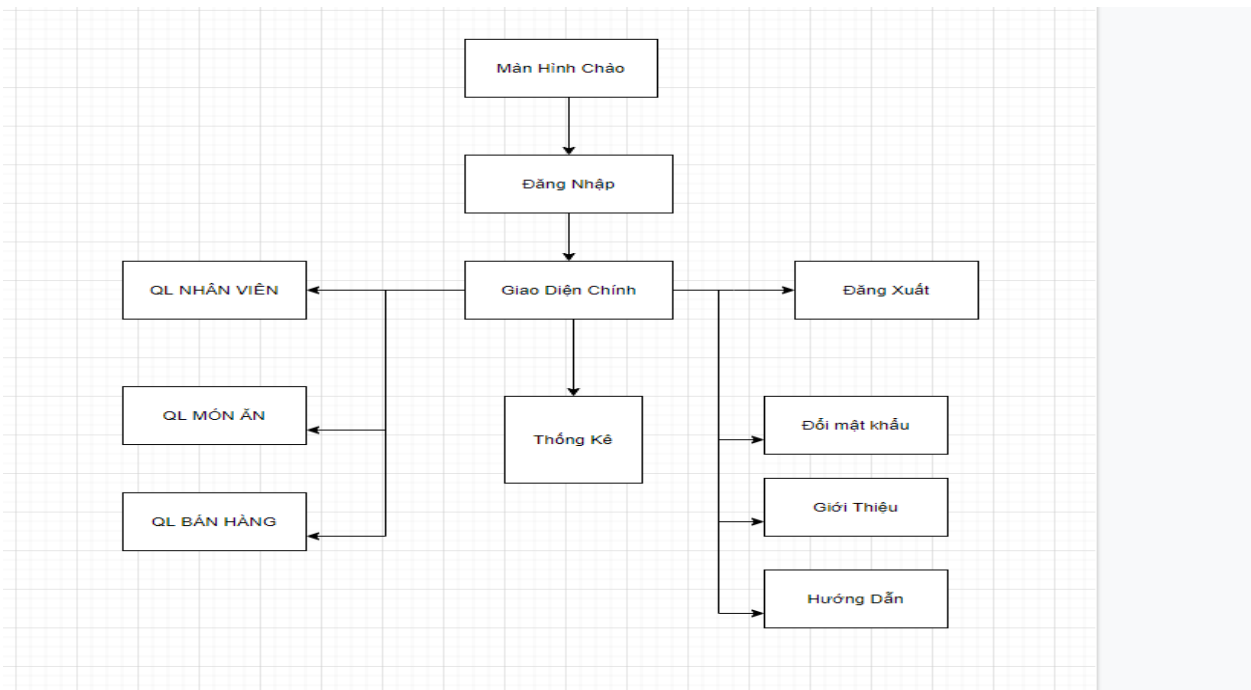 Màn Hình Chào
Đăng Nhập
QL NHÂN VIÊN
Giao Diện Chính
Đăng Xuất
QL MÓN ĂN
Thống Kê
Đổi mật khẩu
QL BÁN HÀNG
Giới Thiệu
Hướng Dẫn